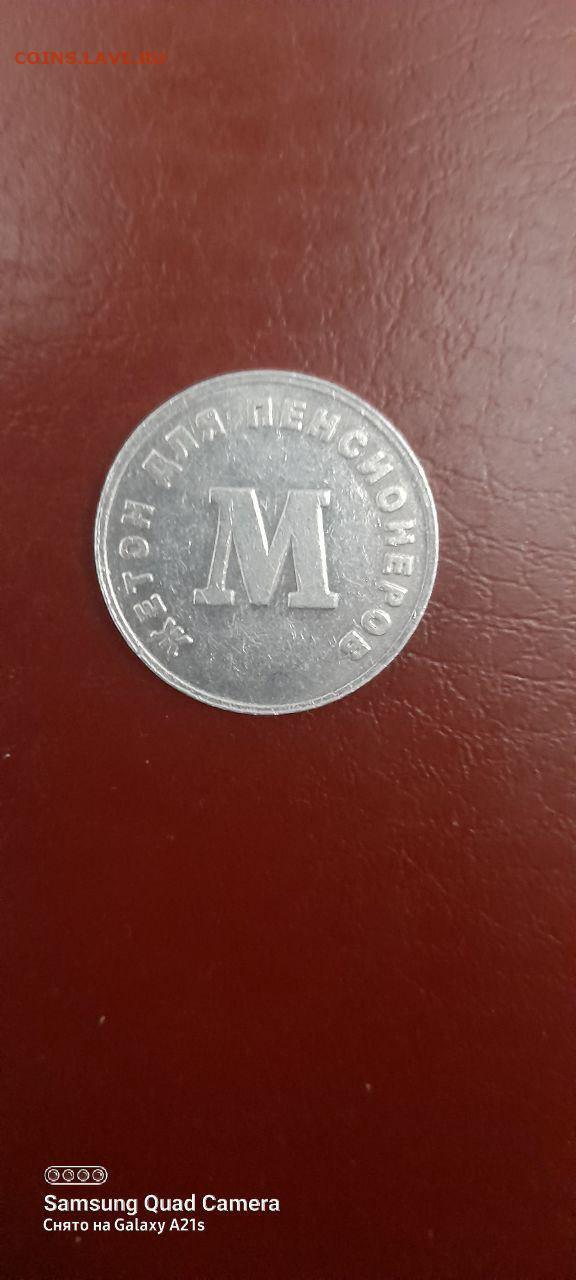 COINS.LAVE.RU
ЖЕТОН ДЛЯ ПЕНСИОНЕРОВ
М
Samsung Quad Camera
Снято на Galaxy A21s